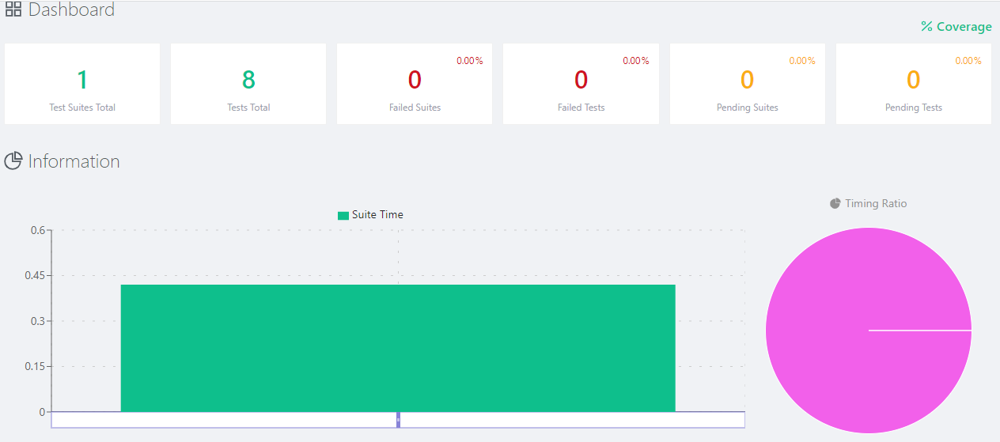 Dashboard
% Coverage
0.00% 0.00% 0.00% 0.00%
1 8 0 0 0 0
Test Suites Total Tests Total Failed Suites Failed Tests Pending Suites Pending Tests
Information
Timing Ratio
Suite Time
0.6
0.45
0.3
0.15
0